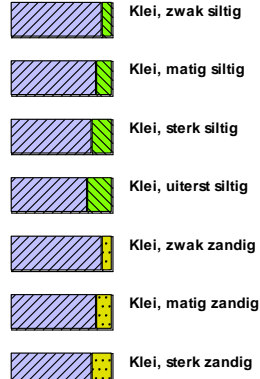 Klei, zwak siltig
Klei, matig siltig
Klei, sterk siltig
Klei, uiterst siltig
Klei, zwak zandig
Klei, matig zandig
Klei, sterk zandig